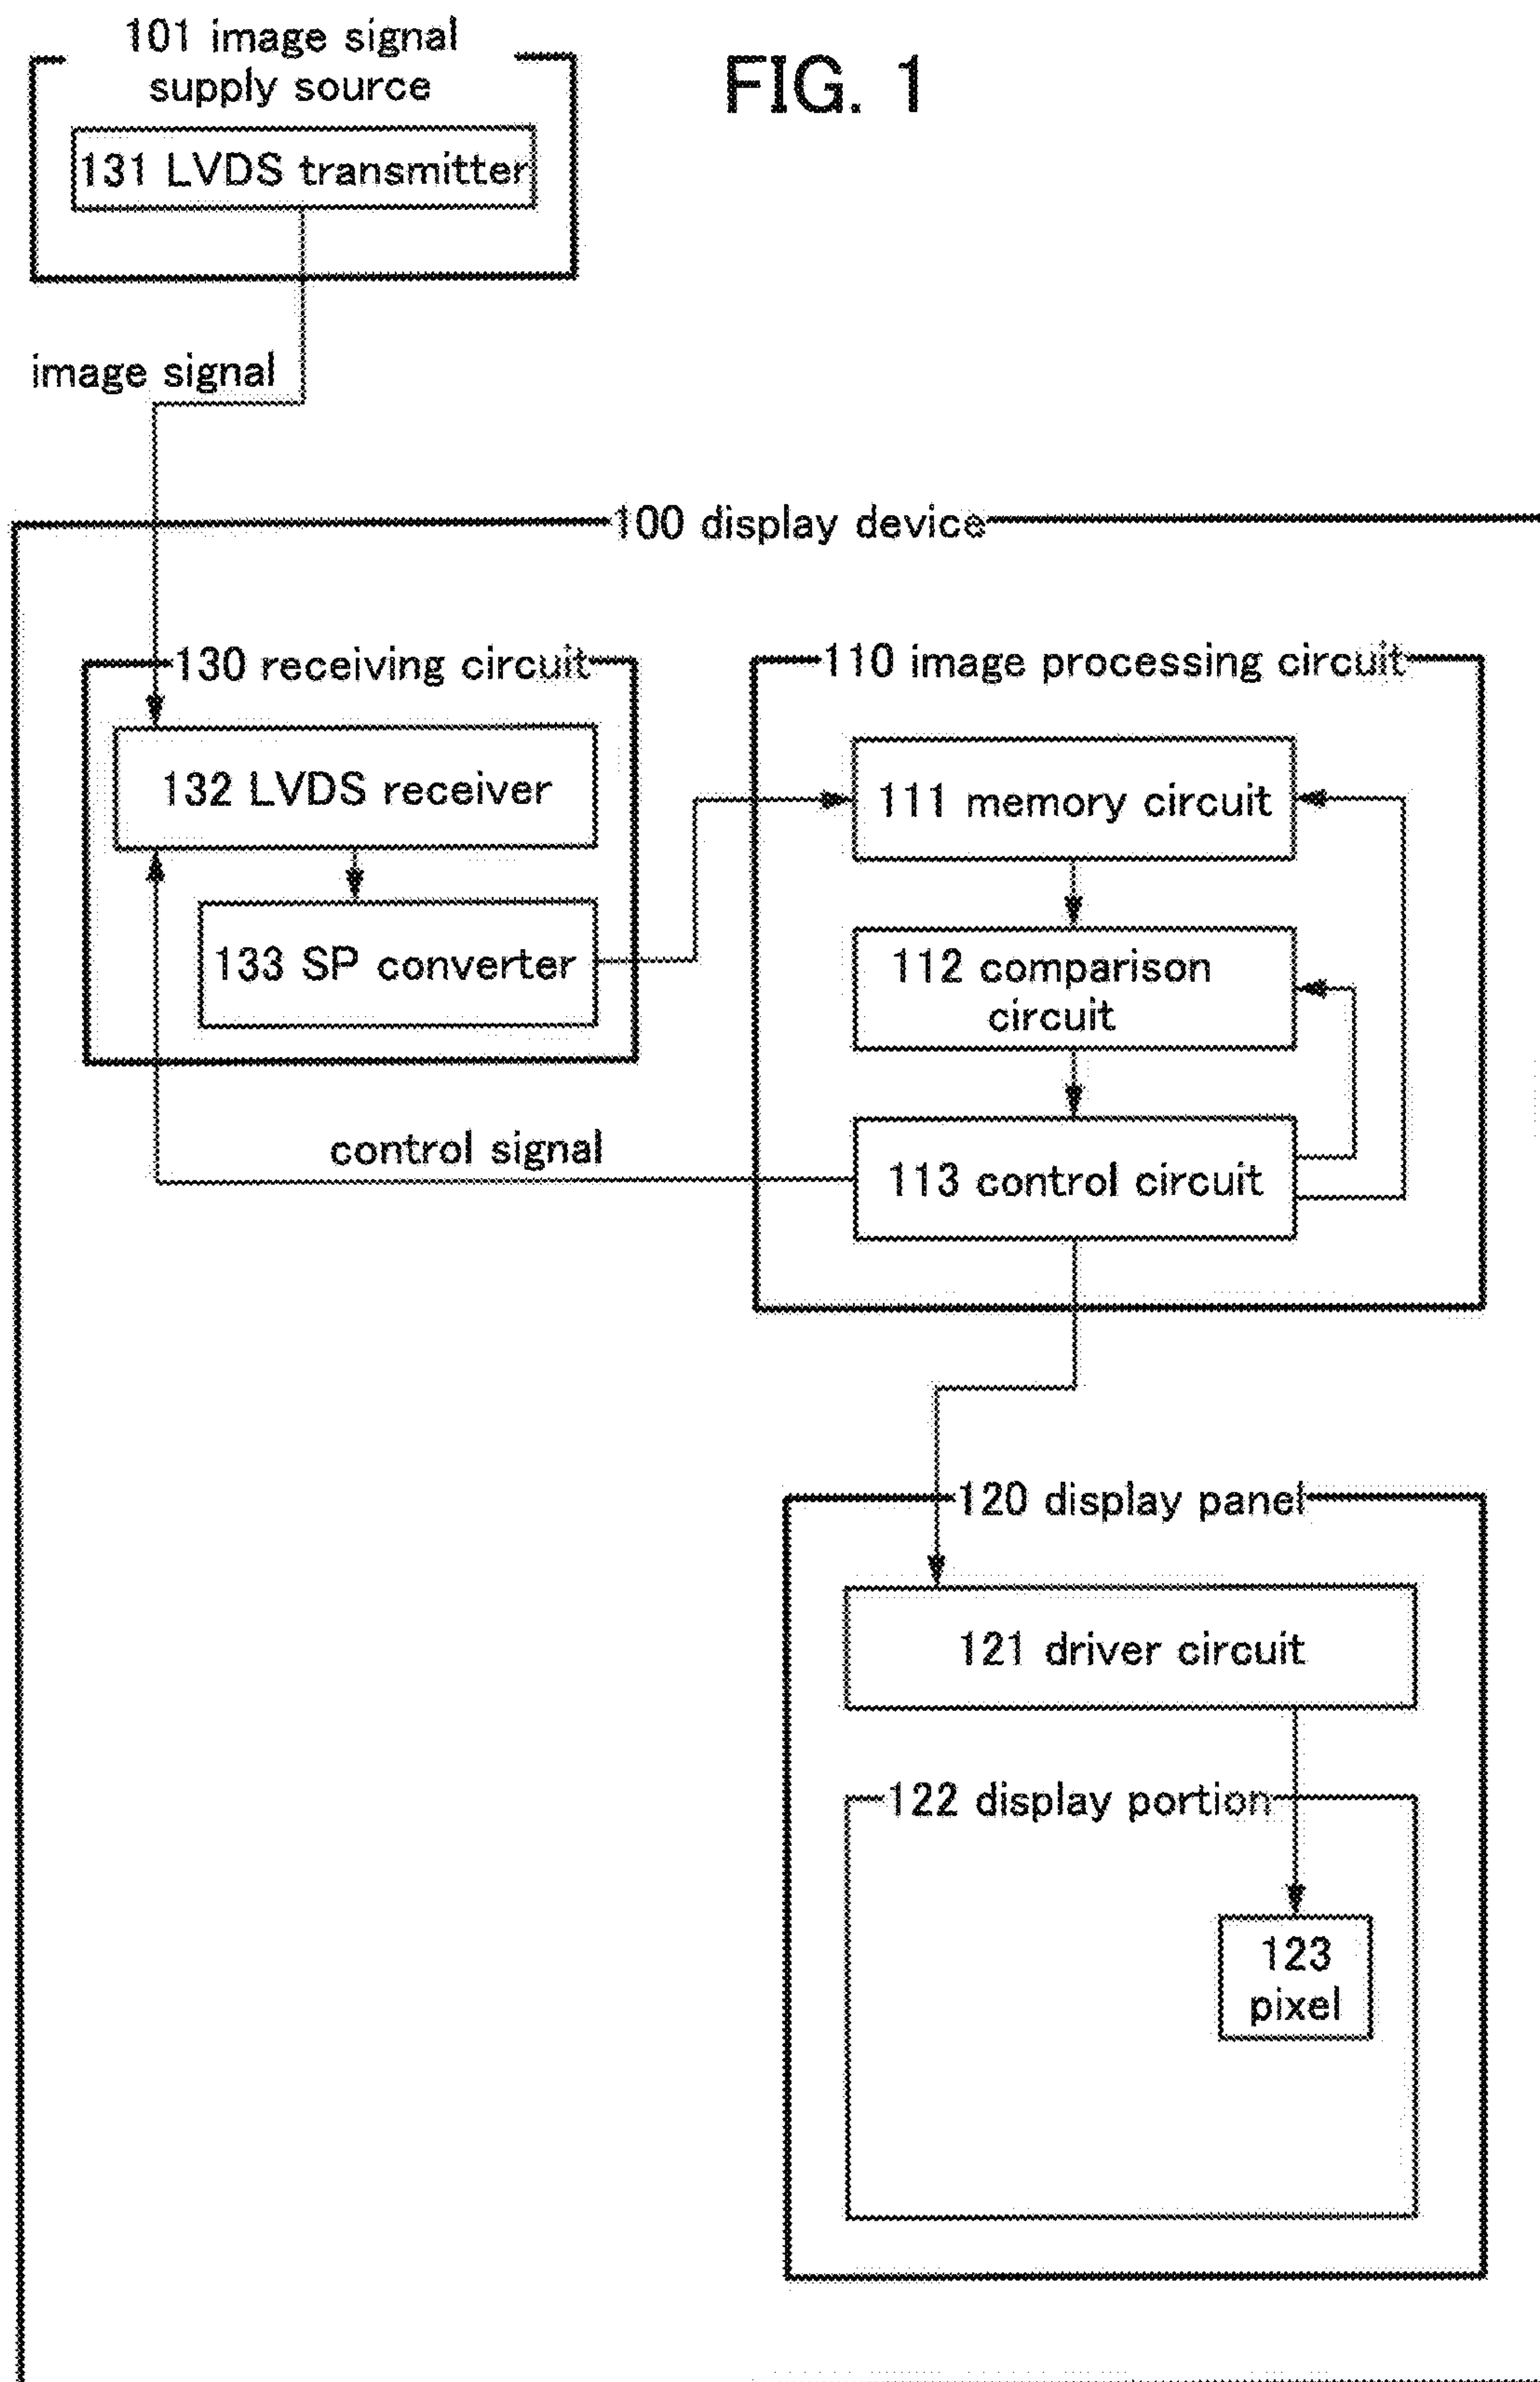 101 image signal
supply source
FIG. 1
131 LVDS transmitter
image signal
100 display device
130 receiving circuit
110 image processing circuit
132 LVDS receiver
111 memory circuit
133 SP converter
112 comparison
circuit
control signal
113 control circuit
120 display panel
121 driver circuit
122 display portion
123
pixel